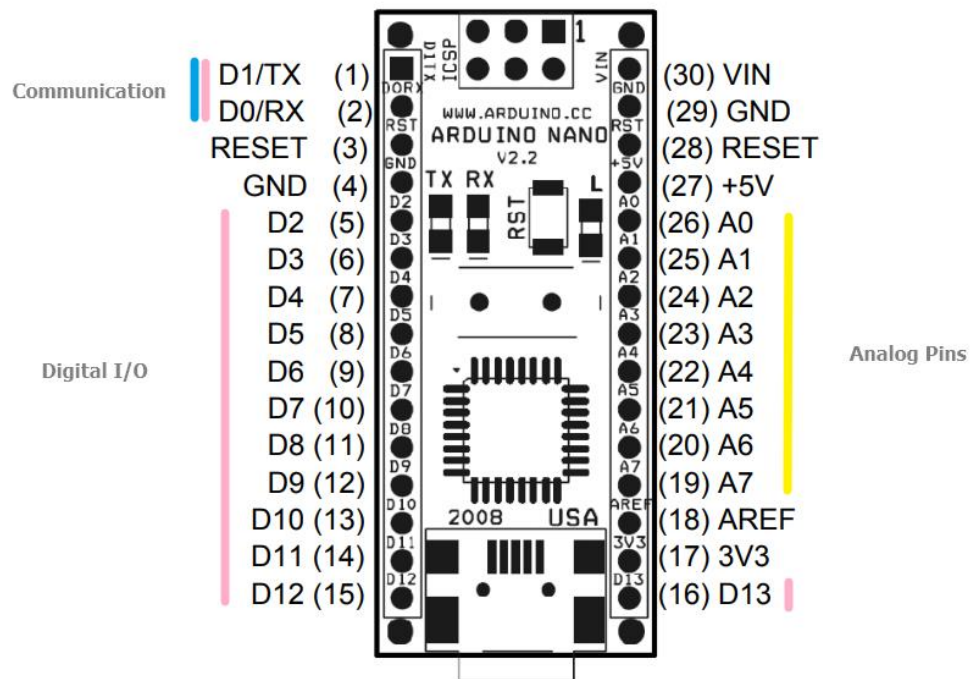 Communication
Digital I/O
D1/TX (1)
D0/RX (2)
RESET (3)
GND (4)
D2 (5)
D3 (6)
D4 (7)
D5 (8)
D6 (9)
D7 (10)
D8 (11)
D9 (12)
D10 (13)
D11 (14)
D12 (15)
D1TX
ICSP
1
VIN
D0RX
RST
GND
D2
D3
D4
D5
D6
D7
D8
D9
D10
D11
D12
WWW.ARDUINO.CC
ARDUINO NANO
V2.2
TX RX
RST
L
2008 USA
GND
RST
+5V
A0
A1
A2
A3
A4
A5
A6
A7
AREF
3V3
D13
(30) VIN
(29) GND
(28) RESET
(27) +5V
(26) A0
(25) A1
(24) A2
(23) A3
(22) A4
(21) A5
(20) A6
(19) A7
(18) AREF
(17) 3V3
(16) D13
Analog Pins